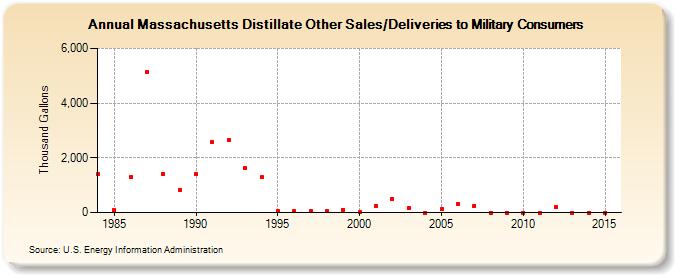 Annual Massachusetts Distillate Other Sales/Deliveries to Military Consumers
Thousand Gallons
6,000
4,000
2,000
0
1985 1990 1995 2000 2005 2010 2015
Source: U.S. Energy Information Administration